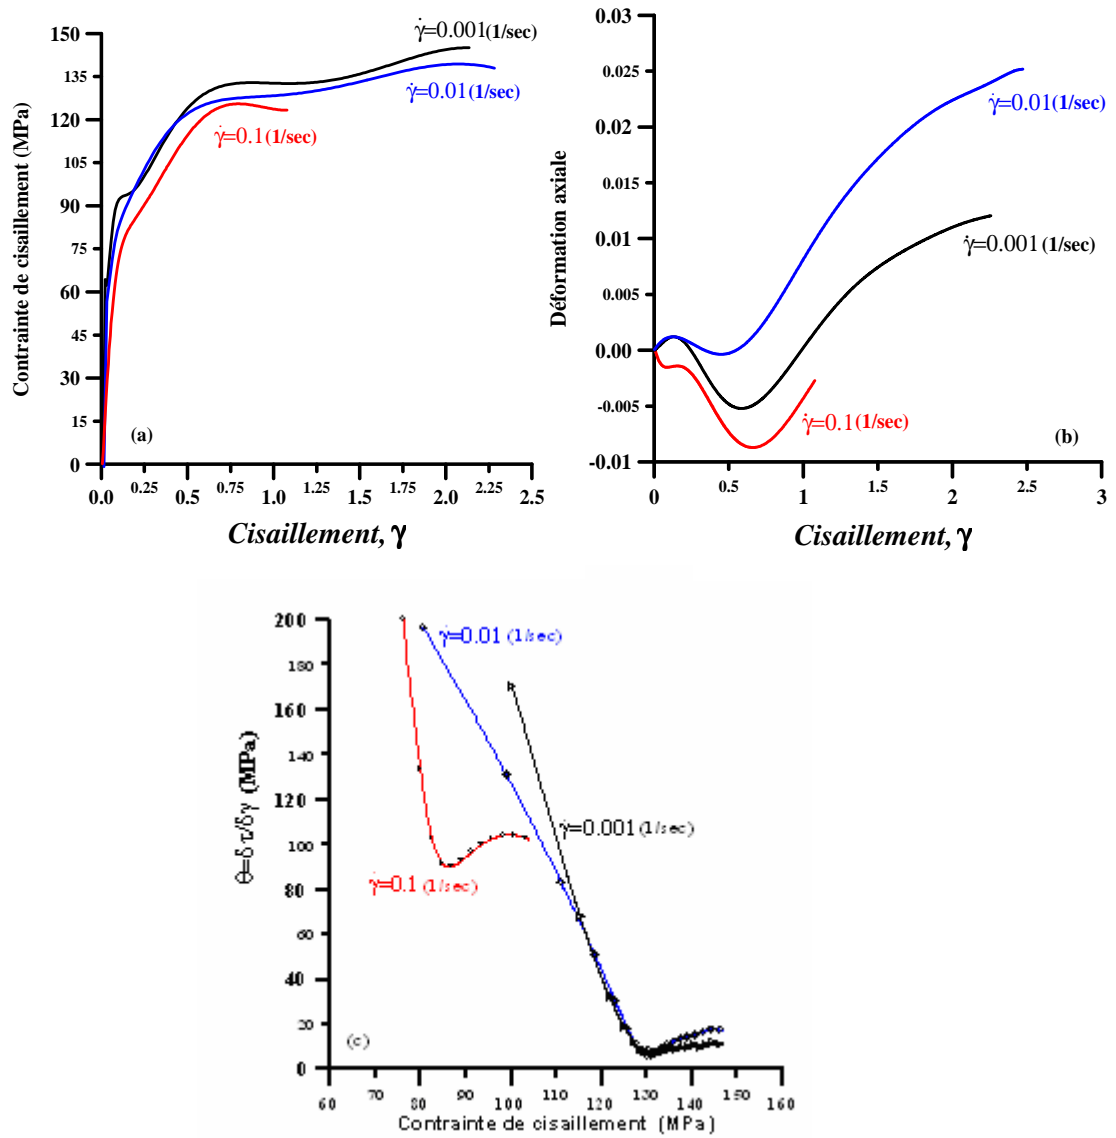 γ̇=0.001(1/sec)
γ̇=0.01(1/sec)
γ̇=0.1(1/sec)
Contrainte de cisaillement (MPa)
150
135
120
105
90
75
60
45
30
15
0
(a)
0.0 0.25 0.5 0.75 1.0 1.25 1.5 1.75 2.0 2.25 2.5
Cisaillement, γ
0.03
0.025
0.02
0.015
0.01
0.005
0.00
-0.005
-0.01
Déformation axiale
γ̇=0.01(1/sec)
γ̇=0.001(1/sec)
γ̇=0.1(1/sec)
(b)
0 0.5 1 1.5 2 2.5 3
Cisaillement, γ
200
180
160
140
120
100
80
60
40
20
0
θ=δτ/δγ (MPa)
γ̇=0.01 (1/sec)
γ̇=0.001 (1/sec)
γ̇=0.1 (1/sec)
(c)
60 70 80 90 100 110 120 130 140 150 160
Contrainte de cisaillement (MPa)